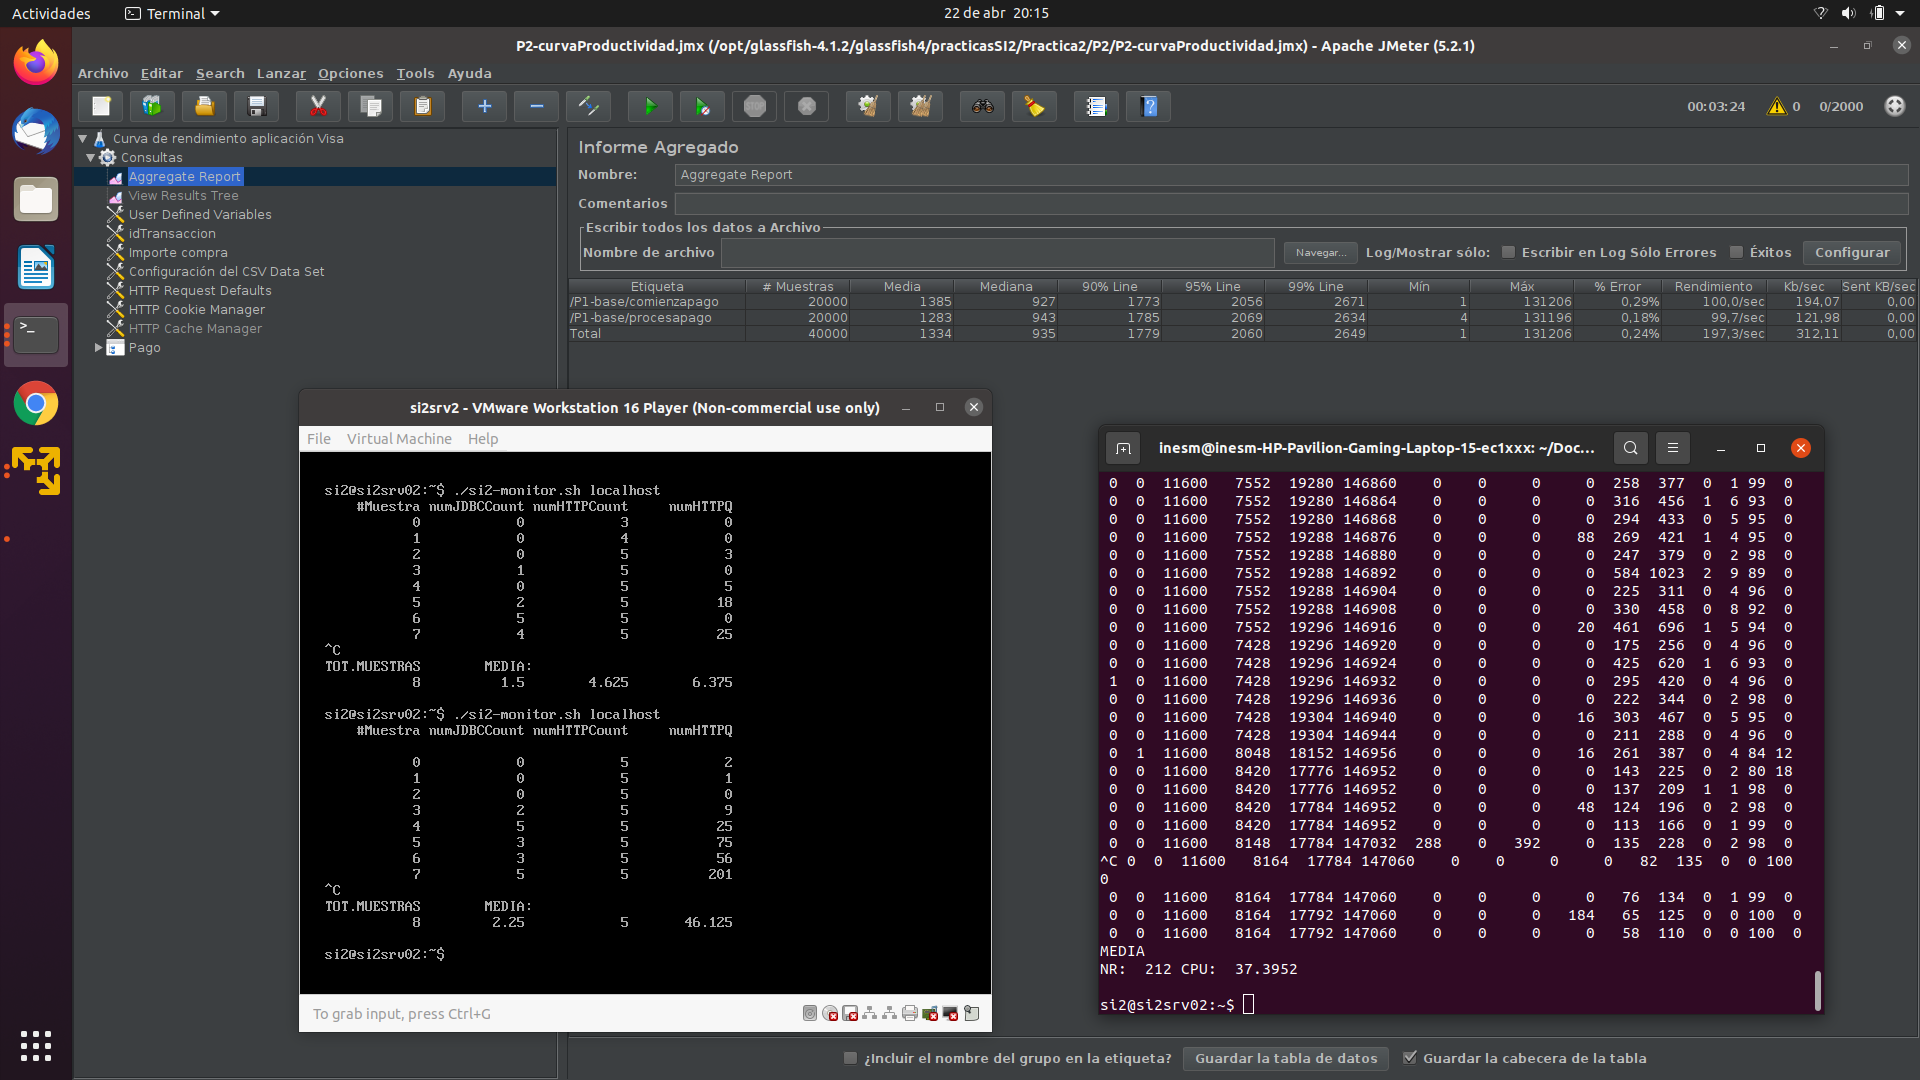 Actividades Terminal 22 de abr 20:15
P2-curvaProductividad.jmx (/opt/glassfish-4.1.2/glassfish4/practicasSI2/Practica2/P2/P2-curvaProductividad.jmx) - Apache JMeter (5.2.1)
Archivo Editar Search Lanzar Opciones Tools Ayuda
00:03:24 0 0/2000
Curva de rendimiento aplicación Visa
Consultas
Aggregate Report
View Results Tree
User Defined Variables
idTransaccion
Importe compra
Configuración del CSV Data Set
HTTP Request Defaults
HTTP Cookie Manager
HTTP Cache Manager
Pago
Informe Agregado
Nombre: Aggregate Report
Comentarios
Escribir todos los datos a Archivo
Nombre de archivo Navegar... Log/Mostrar sólo: Escribir en Log Sólo Errores Éxitos Configurar
Etiqueta # Muestras Media Mediana 90% Line 95% Line 99% Line Mín Máx % Error Rendimiento Kb/sec Sent KB/sec
/P1-base/comienzapago 20000 1385 927 1773 2056 2671 1 131206 0,29% 100,0/sec 194,07 0,00
/P1-base/procesapago 20000 1283 943 1785 2069 2634 4 131196 0,18% 99,7/sec 121,98 0,00
Total 40000 1334 935 1779 2060 2649 1 131206 0,24% 197,3/sec 312,11 0,00
si2srv2 - VMware Workstation 16 Player (Non-commercial use only)
File Virtual Machine Help
si2@si2srv02:~$ ./si2-monitor.sh localhost
#Muestra numJDBCCount numHTTPCount numHTTPQ
0 0 3 0
1 0 4 0
2 0 5 3
3 1 5 0
4 0 5 5
5 2 5 18
6 5 5 0
7 4 5 25
^C
TOT.MUESTRAS MEDIA:
8 1.5 4.625 6.375
si2@si2srv02:~$ ./si2-monitor.sh localhost
#Muestra numJDBCCount numHTTPCount numHTTPQ
0 0 5 2
1 0 5 1
2 0 5 0
3 2 5 9
4 5 5 25
5 3 5 75
6 3 5 56
7 5 5 201
^C
TOT.MUESTRAS MEDIA:
8 2.25 5 46.125
si2@si2srv02:~$
To grab input, press Ctrl+G
inesm@inesm-HP-Pavilion-Gaming-Laptop-15-ec1xxx: ~/Doc...
0 0 11600 7552 19280 146860 0 0 0 0 258 377 0 1 99 0
0 0 11600 7552 19280 146864 0 0 0 0 316 456 1 6 93 0
0 0 11600 7552 19280 146868 0 0 0 0 294 433 0 5 95 0
0 0 11600 7552 19288 146876 0 0 0 88 269 421 1 4 95 0
0 0 11600 7552 19288 146880 0 0 0 0 247 379 0 2 98 0
0 0 11600 7552 19288 146892 0 0 0 0 584 1023 2 9 89 0
0 0 11600 7552 19288 146904 0 0 0 0 225 311 0 4 96 0
0 0 11600 7552 19288 146908 0 0 0 0 330 458 0 8 92 0
0 0 11600 7552 19296 146916 0 0 0 20 461 696 1 5 94 0
0 0 11600 7428 19296 146920 0 0 0 0 175 256 0 4 96 0
0 0 11600 7428 19296 146924 0 0 0 0 425 620 1 6 93 0
1 0 11600 7428 19296 146932 0 0 0 0 295 420 0 4 96 0
0 0 11600 7428 19296 146936 0 0 0 0 222 344 0 2 98 0
0 0 11600 7428 19304 146940 0 0 0 16 303 467 0 5 95 0
0 0 11600 7428 19304 146944 0 0 0 0 211 288 0 4 96 0
0 1 11600 8048 18152 146956 0 0 0 16 261 387 0 4 84 12
0 0 11600 8420 17776 146952 0 0 0 0 143 225 0 2 80 18
0 0 11600 8420 17776 146952 0 0 0 0 137 209 1 1 98 0
0 0 11600 8420 17784 146952 0 0 0 48 124 196 0 2 98 0
0 0 11600 8420 17784 146952 0 0 0 0 113 166 0 1 99 0
0 0 11600 8148 17784 147032 288 0 392 0 135 228 0 2 98 0
^C 0 0 11600 8164 17784 147060 0 0 0 0 82 135 0 0 100
0
0 0 11600 8164 17784 147060 0 0 0 0 76 134 0 1 99 0
0 0 11600 8164 17792 147060 0 0 0 184 65 125 0 0 100 0
0 0 11600 8164 17792 147060 0 0 0 0 58 110 0 0 100 0
MEDIA
NR: 212 CPU: 37.3952
si2@si2srv02:~$
¿Incluir el nombre del grupo en la etiqueta? Guardar la tabla de datos Guardar la cabecera de la tabla